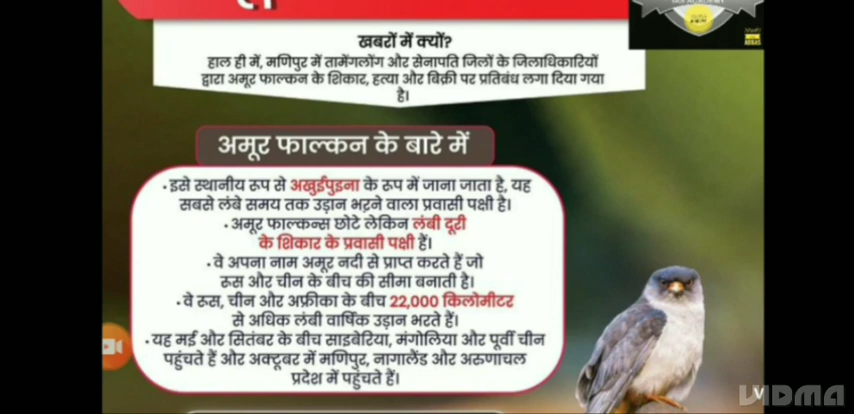 खबरों में क्यों?
हाल ही में, मणिपुर में तामेंगलोंग और सेनापति जिलों के जिलाधिकारियों
द्वारा अमूर फाल्कन के शिकार, हत्या और बिक्री पर प्रतिबंध लगा दिया गया
है।
अमूर फाल्कन के बारे में
• इसे स्थानीय रूप से अखुईपुइना के रूप में जाना जाता है, यह
सबसे लंबे समय तक उड़ान भरने वाला प्रवासी पक्षी है।
• अमूर फाल्कन्स छोटे लेकिन लंबी दूरी
के शिकार के प्रवासी पक्षी हैं।
• वे अपना नाम अमूर नदी से प्राप्त करते हैं जो
रूस और चीन के बीच की सीमा बनाती है।
• वे रूस, चीन और अफ्रीका के बीच 22,000 किलोमीटर
से अधिक लंबी वार्षिक उड़ान भरते हैं।
• यह मई और सितंबर के बीच साइबेरिया, मंगोलिया और पूर्वी चीन
पहुंचते हैं और अक्टूबर में मणिपुर, नागालैंड और अरुणाचल
प्रदेश में पहुंचते हैं।
VIDMA